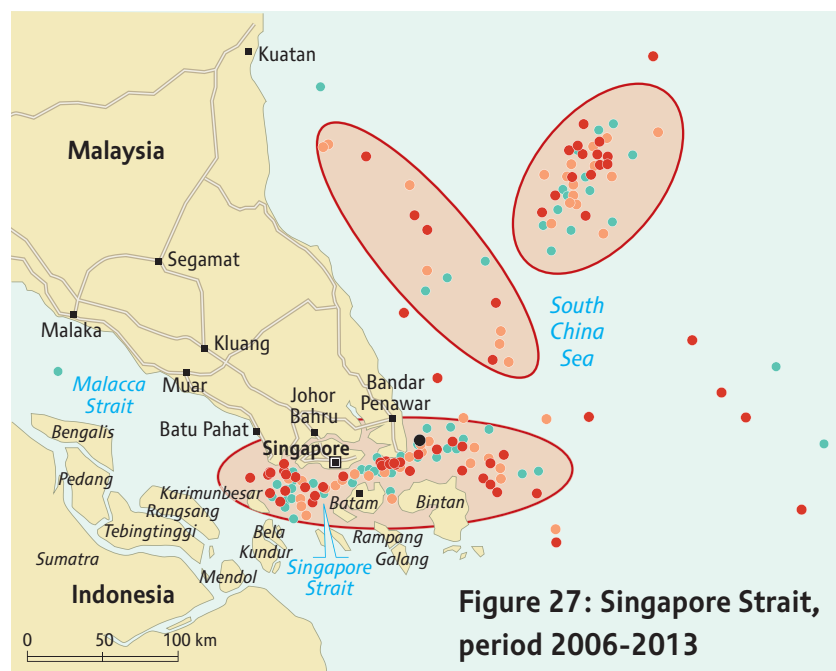 Kuatan
Malaysia
Segamat
South
China
Sea
Malaka
Kluang
Malacca
Strait
Muar
Johor
Bahru
Bandar
Penawar
Batu Pahat
Bengalis
Singapore
Pedang
Karimunbesar
Rangsang
Tebingtinggi
Batam
Bintan
Bela
Kundur
Rampang
Galang
Sumatra
Singapore
Strait
Mendol
Indonesia
Figure 27: Singapore Strait,
period 2006-2013
0 50 100 km